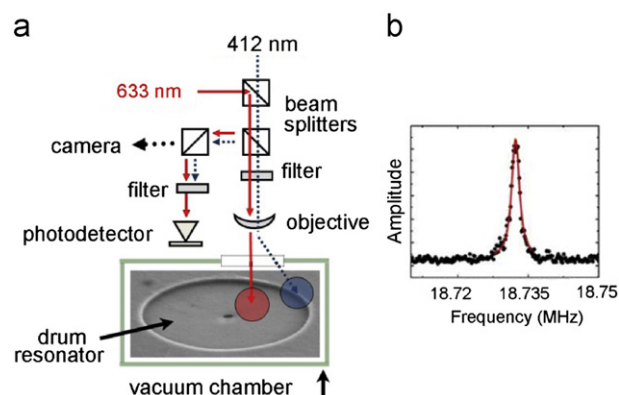 a
412 nm
633 nm
beam
splitters
camera
filter
filter
objective
photodetector
drum
resonator
vacuum chamber
b
Amplitude
18.72
18.735
18.75
Frequency (MHz)